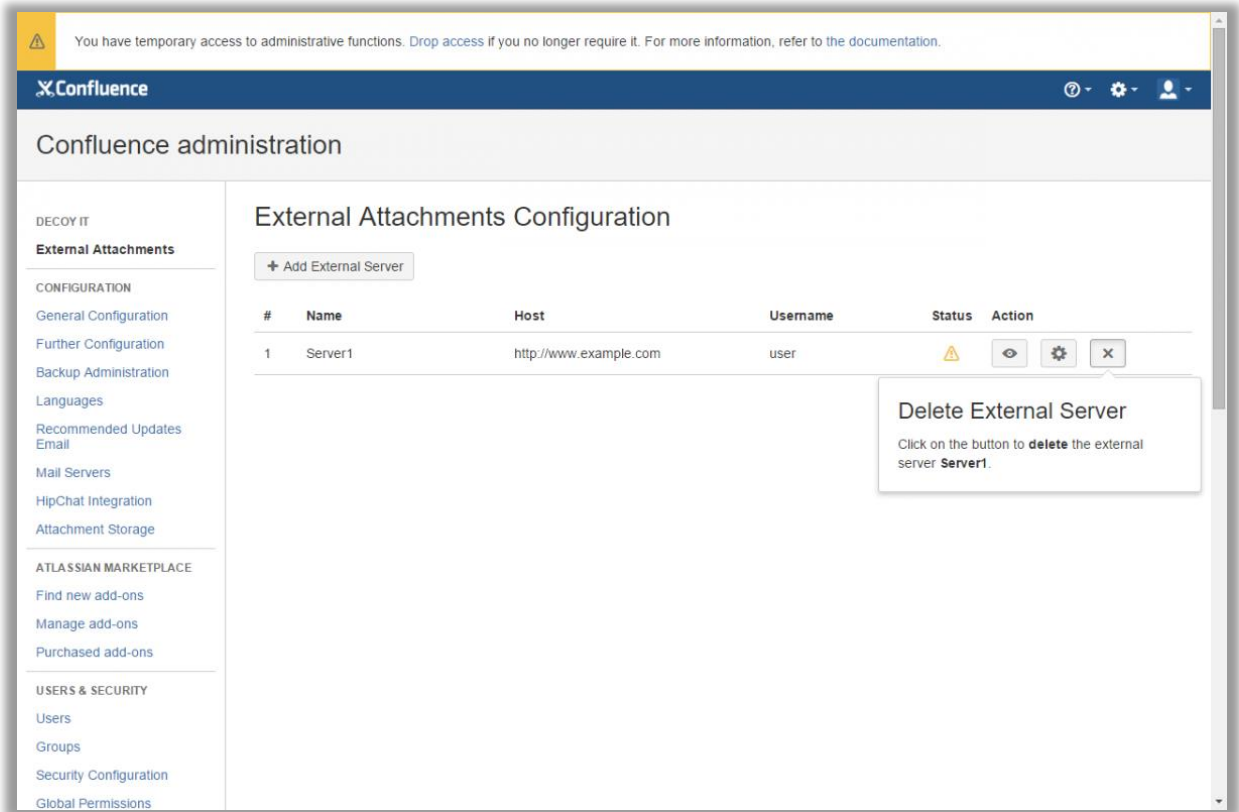 You have temporary access to administrative functions. Drop access if you no longer require it. For more information, refer to the documentation.
Confluence
Confluence administration
DECOY IT
External Attachments
CONFIGURATION
General Configuration
Further Configuration
Backup Administration
Languages
Recommended Updates
Email
Mail Servers
HipChat Integration
Attachment Storage
ATLASSIAN MARKETPLACE
Find new add-ons
Manage add-ons
Purchased add-ons
USERS & SECURITY
Users
Groups
Security Configuration
Global Permissions
External Attachments Configuration
+ Add External Server
# Name Host Username Status Action
1 Server1 http://www.example.com user
Delete External Server
Click on the button to delete the external
server Server1.